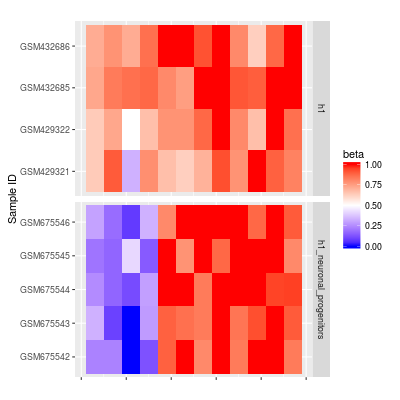 GSM432686
GSM432685
GSM429322
GSM429321
h1
GSM675546
GSM675545
GSM675544
GSM675543
GSM675542
h1_neuronal_progenitors
Sample ID
beta
1.00
0.75
0.50
0.25
0.00